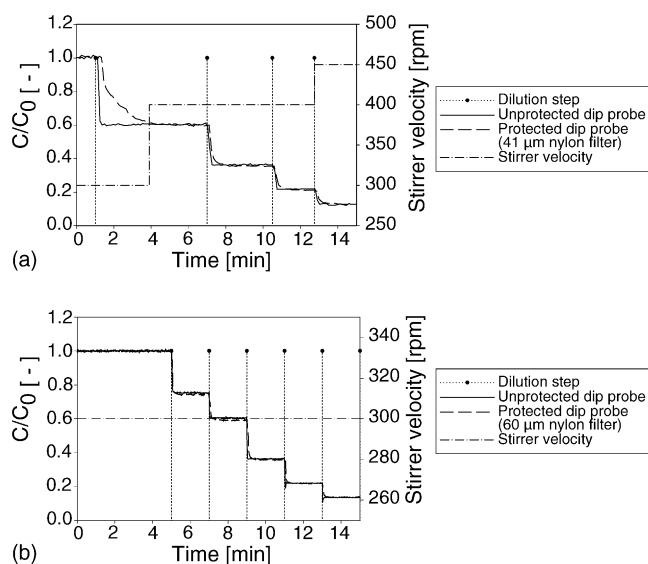 1.2
1.0
0.8
0.6
0.4
0.2
0.0
C/C0 [ - ]
500
450
400
350
300
250
Stirrer velocity [rpm]
0 2 4 6 8 10 12 14
Time [min]
(a)
Dilution step
Unprotected dip probe
Protected dip probe
(41 µm nylon filter)
Stirrer velocity
1.2
1.0
0.8
0.6
0.4
0.2
0.0
C/C0 [ - ]
340
320
300
280
260
Stirrer velocity [rpm]
0 2 4 6 8 10 12 14
Time [min]
(b)
Dilution step
Unprotected dip probe
Protected dip probe
(60 µm nylon filter)
Stirrer velocity